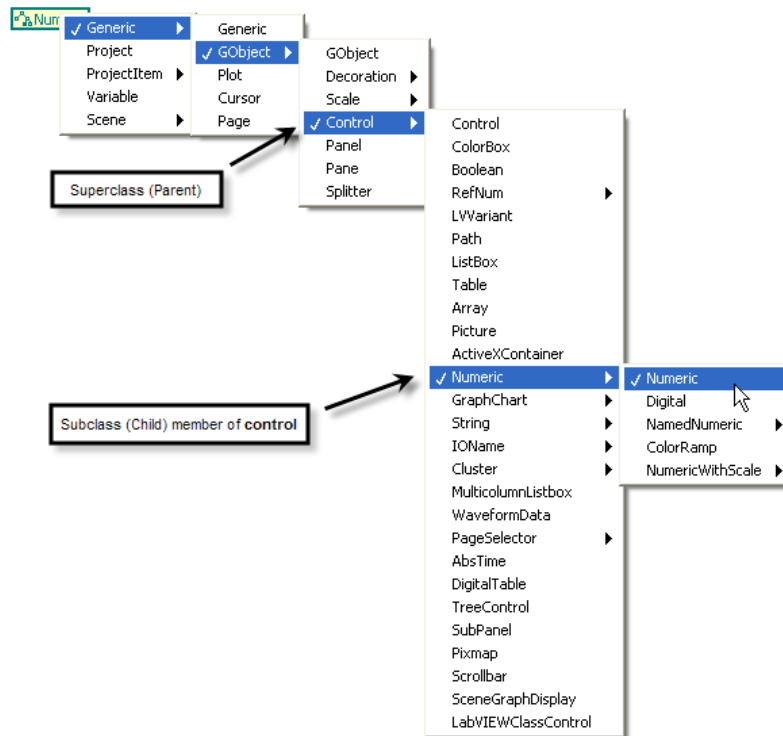 Num
Generic
Project
ProjectItem
Variable
Scene
Generic
GObject
Plot
Cursor
Page
GObject
Decoration
Scale
Control
Panel
Pane
Splitter
Superclass (Parent)
Control
ColorBox
Boolean
RefNum
LVVariant
Path
ListBox
Table
Array
Picture
ActiveXContainer
Numeric
GraphChart
String
IOName
Cluster
MulticolumnListbox
WaveformData
PageSelector
AbsTime
DigitalTable
TreeControl
SubPanel
Pixmap
Scrollbar
SceneGraphDisplay
LabVIEWClassControl
Subclass (Child) member of control
Numeric
Digital
NamedNumeric
ColorRamp
NumericWithScale